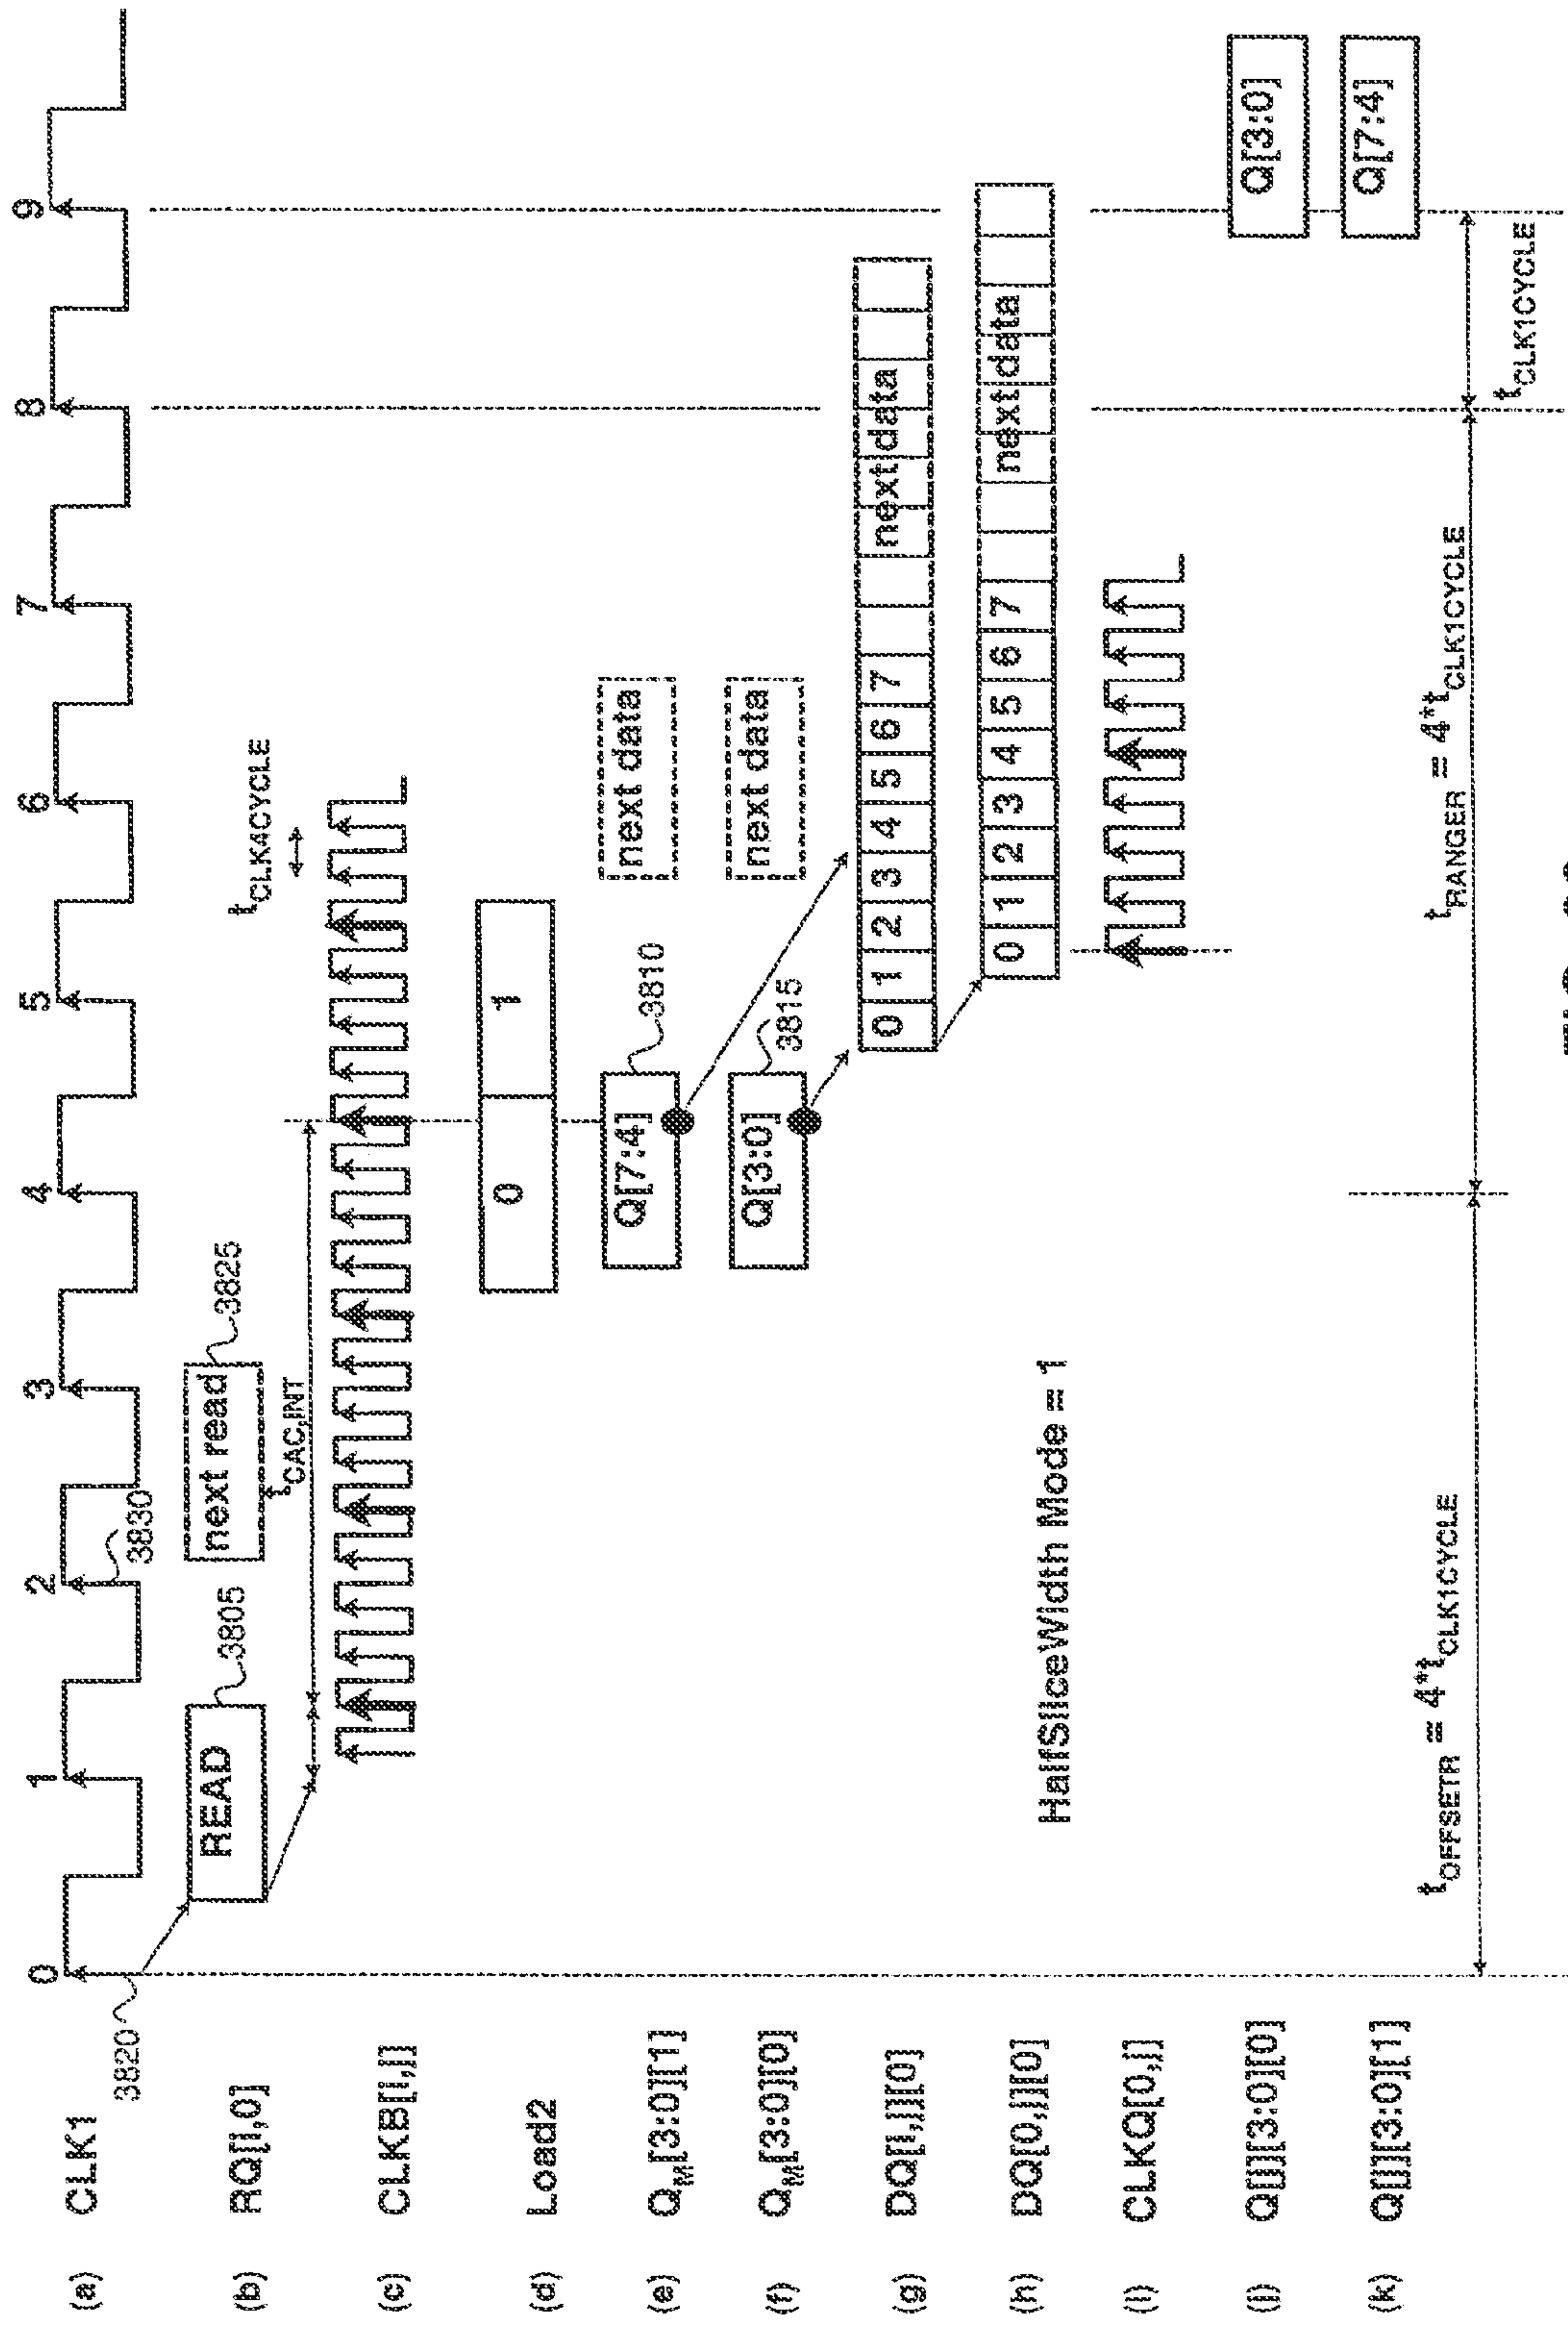 0 1 2 3 4 5 6 7 8 9
(a) CLK1
3820
3830
(b) RQ[i,0]
READ
3805
next read
3825
tCAC,INT
tCLK4CYCLE
(c) CLKB[i,j]
(d) Load2
0 1
(e) QM[3:0][1]
Q[7:4]
3810
next data
(f) QM[3:0][0]
Q[3:0]
3815
next data
(g) DQ[i,j][0]
0 1 2 3 4 5 6 7
next data
(h) DQ[0,j][0]
0 1 2 3 4 5 6 7
next data
HalfSliceWidth Mode = 1
(i) CLKQ[0,j]
(j) Q[j][3:0][0]
Q[3:0]
(k) Q[j][3:0][1]
Q[7:4]
tOFFSETR = 4*tCLK1CYCLE
tRANGER = 4*tCLK1CYCLE
tCLK1CYCLE